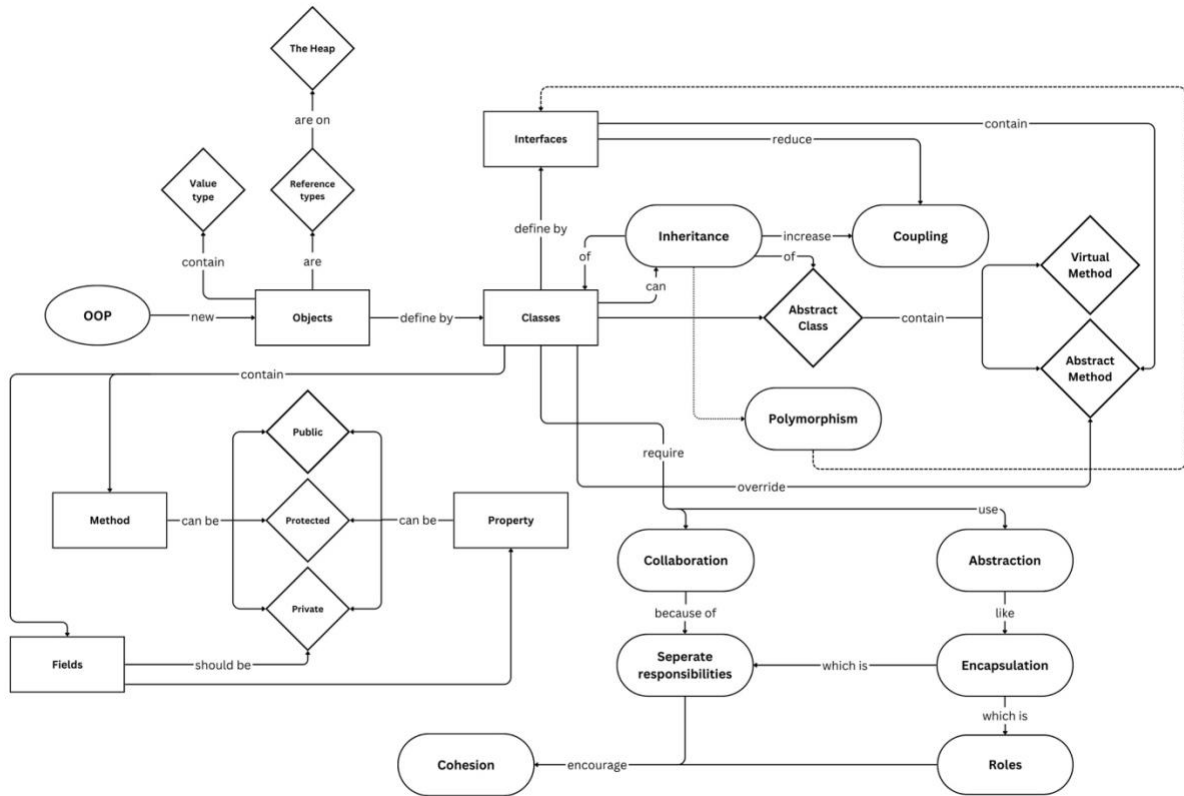 The Heap
are on
Interfaces
contain
reduce
Value
type
Reference
types
define by
Inheritance
increase
Coupling
of
of
contain
are
can
Virtual
Method
OOP
new
Objects
define by
Classes
Abstract
Class
contain
Abstract
Method
contain
Polymorphism
Public
require
override
Method
can be
Protected
can be
Property
use
Collaboration
Abstraction
Private
because of
like
Fields
should be
Seperate
responsibilities
which is
Encapsulation
which is
Cohesion
encourage
Roles